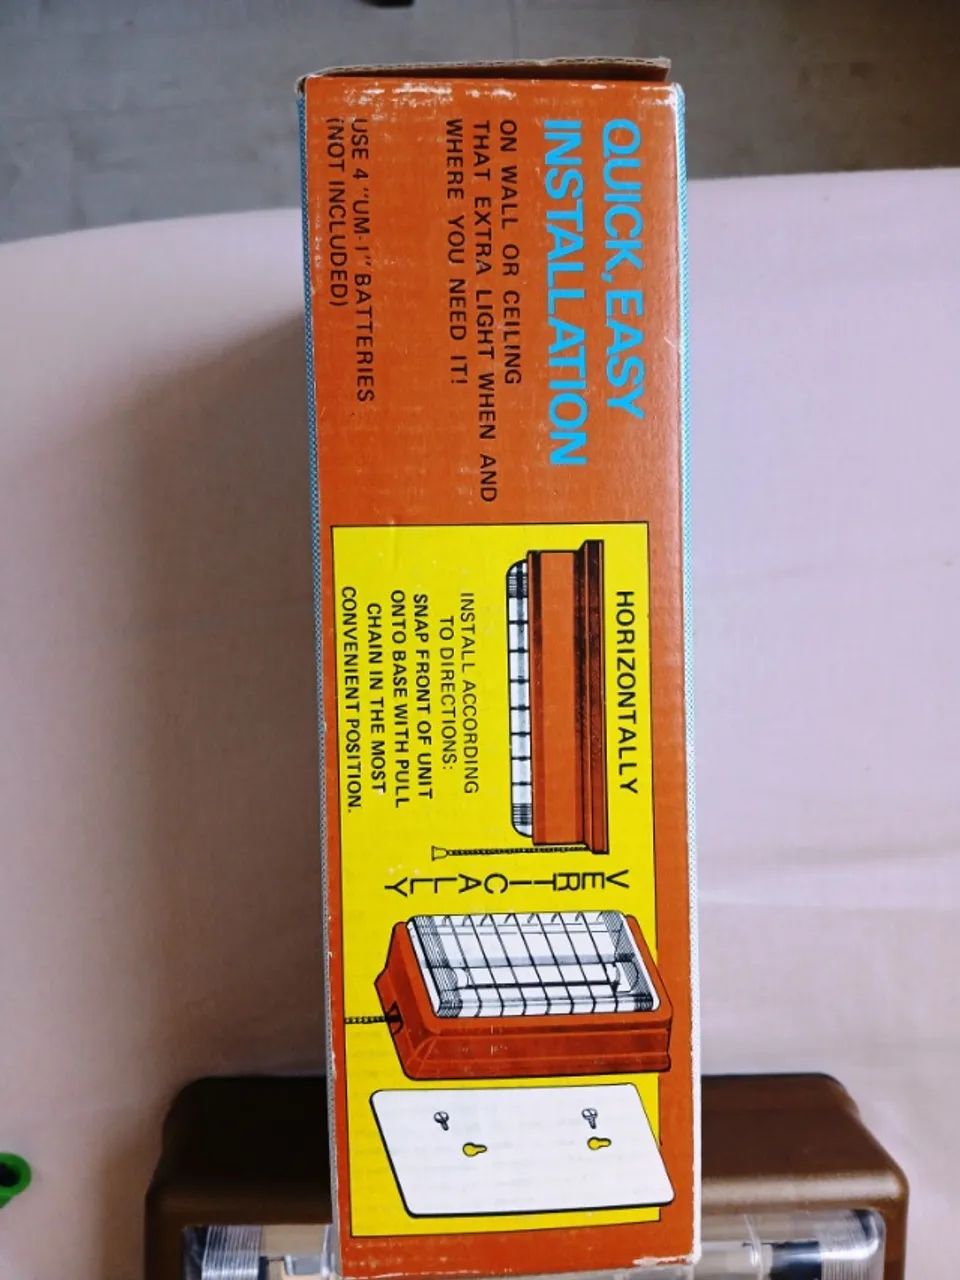 QUICK, EASY
INSTALLATION
ON WALL OR CEILING
THAT EXTRA LIGHT WHEN AND
WHERE YOU NEED IT!
USE 4 "UM-1" BATTERIES
(NOT INCLUDED)
HORIZONTALLY
INSTALL ACCORDING
TO DIRECTIONS:
SNAP FRONT OF UNIT
ONTO BASE WITH PULL
CHAIN IN THE MOST
CONVENIENT POSITION.
VERTICALLY